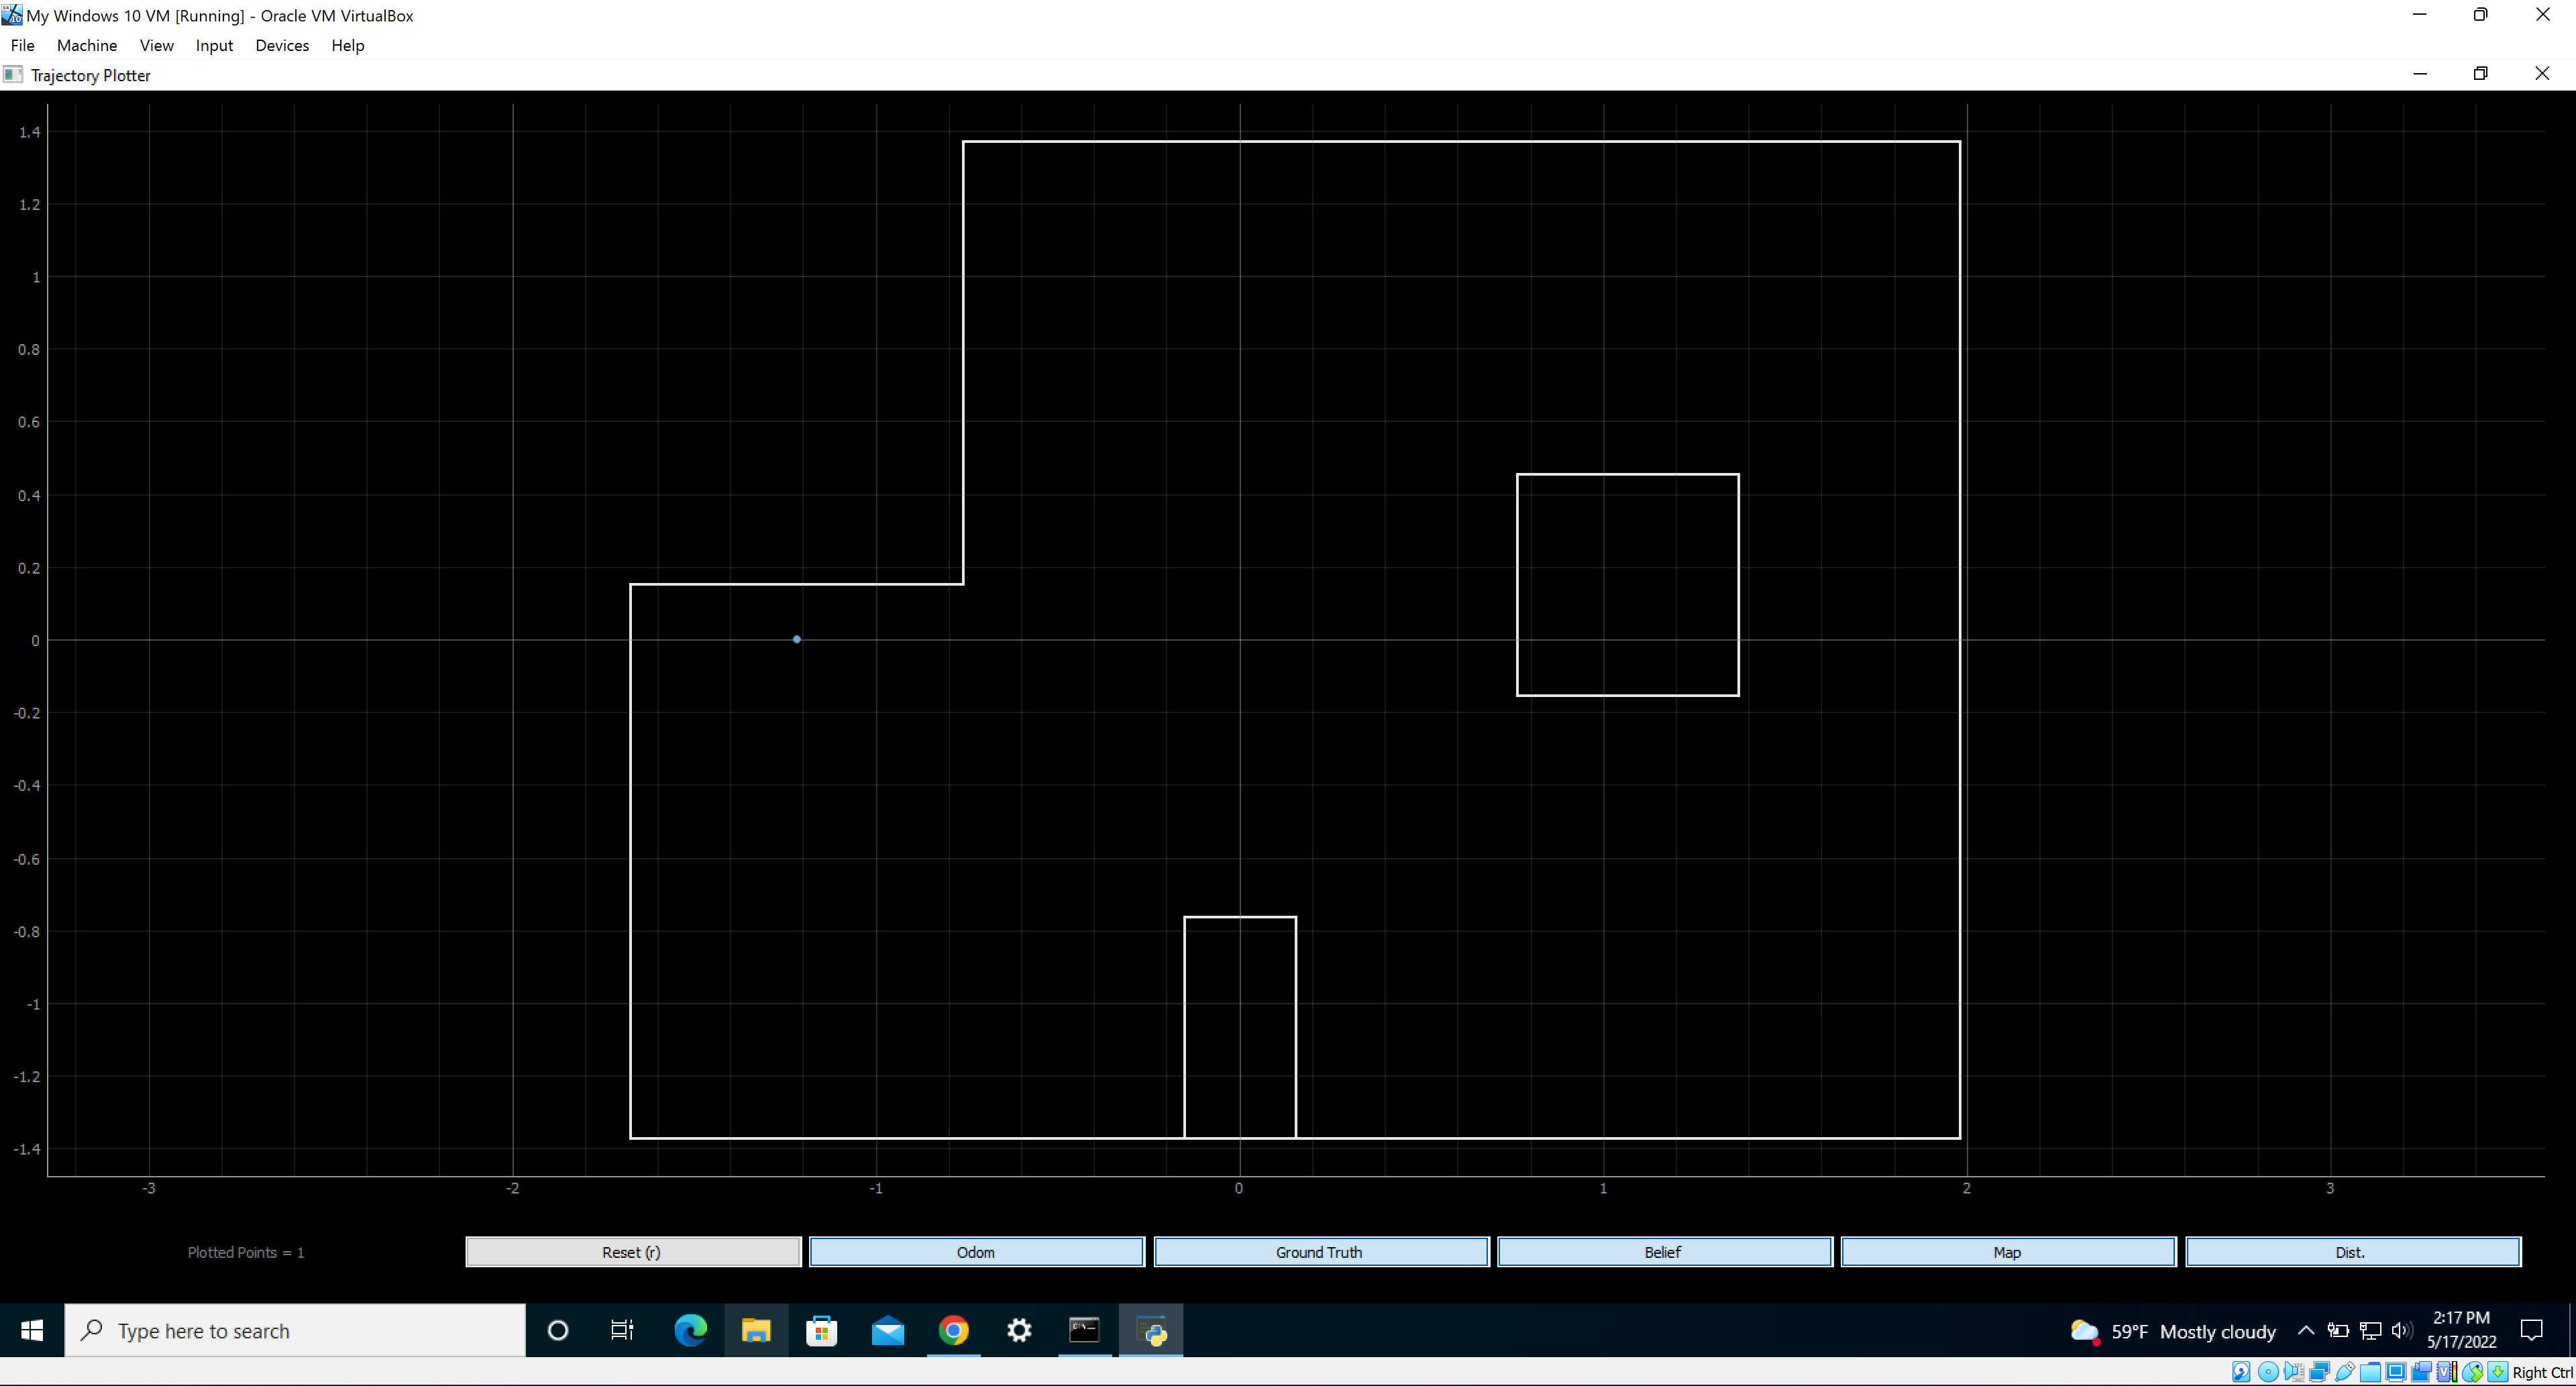 My Windows 10 VM [Running] - Oracle VM VirtualBox
File Machine View Input Devices Help
Trajectory Plotter
1.4
1.2
1
0.8
0.6
0.4
0.2
0
-0.2
-0.4
-0.6
-0.8
-1
-1.2
-1.4
-3 -2 -1 0 1 2 3
Plotted Points = 1 Reset (r) Odom Ground Truth Belief Map Dist.
Type here to search 59°F Mostly cloudy 2:17 PM
5/17/2022
Right Ctrl